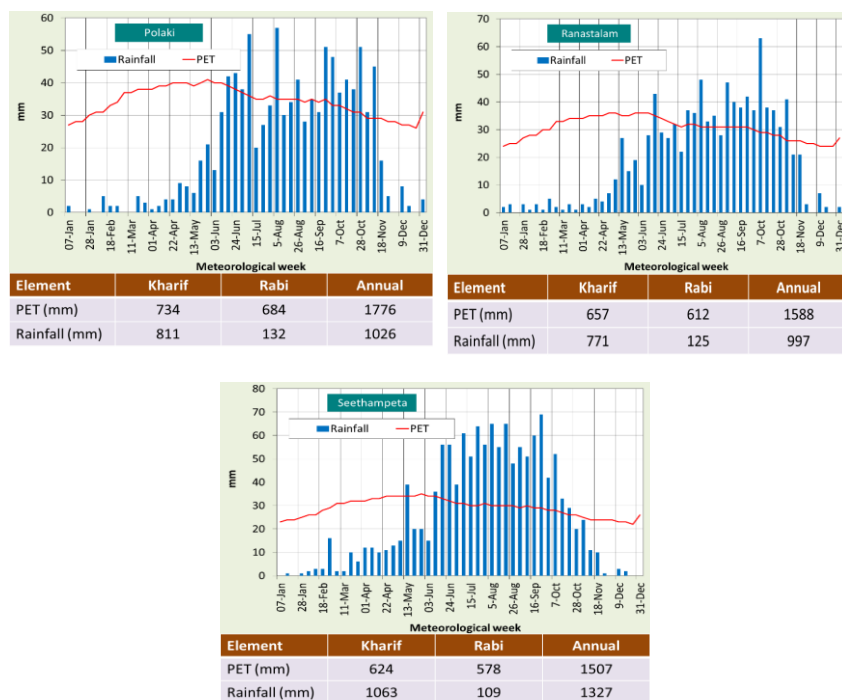 Polaki
Rainfall PET
60
50
40
30
20
10
0
mm
07-Jan 28-Jan 18-Feb 11-Mar 01-Apr 22-Apr 13-May 03-Jun 24-Jun 15-Jul 5-Aug 26-Aug 16-Sep 7-Oct 28-Oct 18-Nov 9-Dec 31-Dec
Meteorological week
Element Kharif Rabi Annual
PET (mm) 734 684 1776
Rainfall (mm) 811 132 1026
mm
Ranastalam
Rainfall PET
70
60
50
40
30
20
10
0
mm
07-Jan 28-Jan 18-Feb 11-Mar 01-Apr 22-Apr 13-May 03-Jun 24-Jun 15-Jul 5-Aug 26-Aug 16-Sep 7-Oct 28-Oct 18-Nov 9-Dec 31-Dec
Meteorological week
Element Kharif Rabi Annual
PET (mm) 657 612 1588
Rainfall (mm) 771 125 997
Seethampeta
Rainfall PET
80
70
60
50
40
30
20
10
0
mm
07-Jan 28-Jan 18-Feb 11-Mar 01-Apr 22-Apr 13-May 03-Jun 24-Jun 15-Jul 5-Aug 26-Aug 16-Sep 7-Oct 28-Oct 18-Nov 9-Dec 31-Dec
Meteorological week
Element Kharif Rabi Annual
PET (mm) 624 578 1507
Rainfall (mm) 1063 109 1327